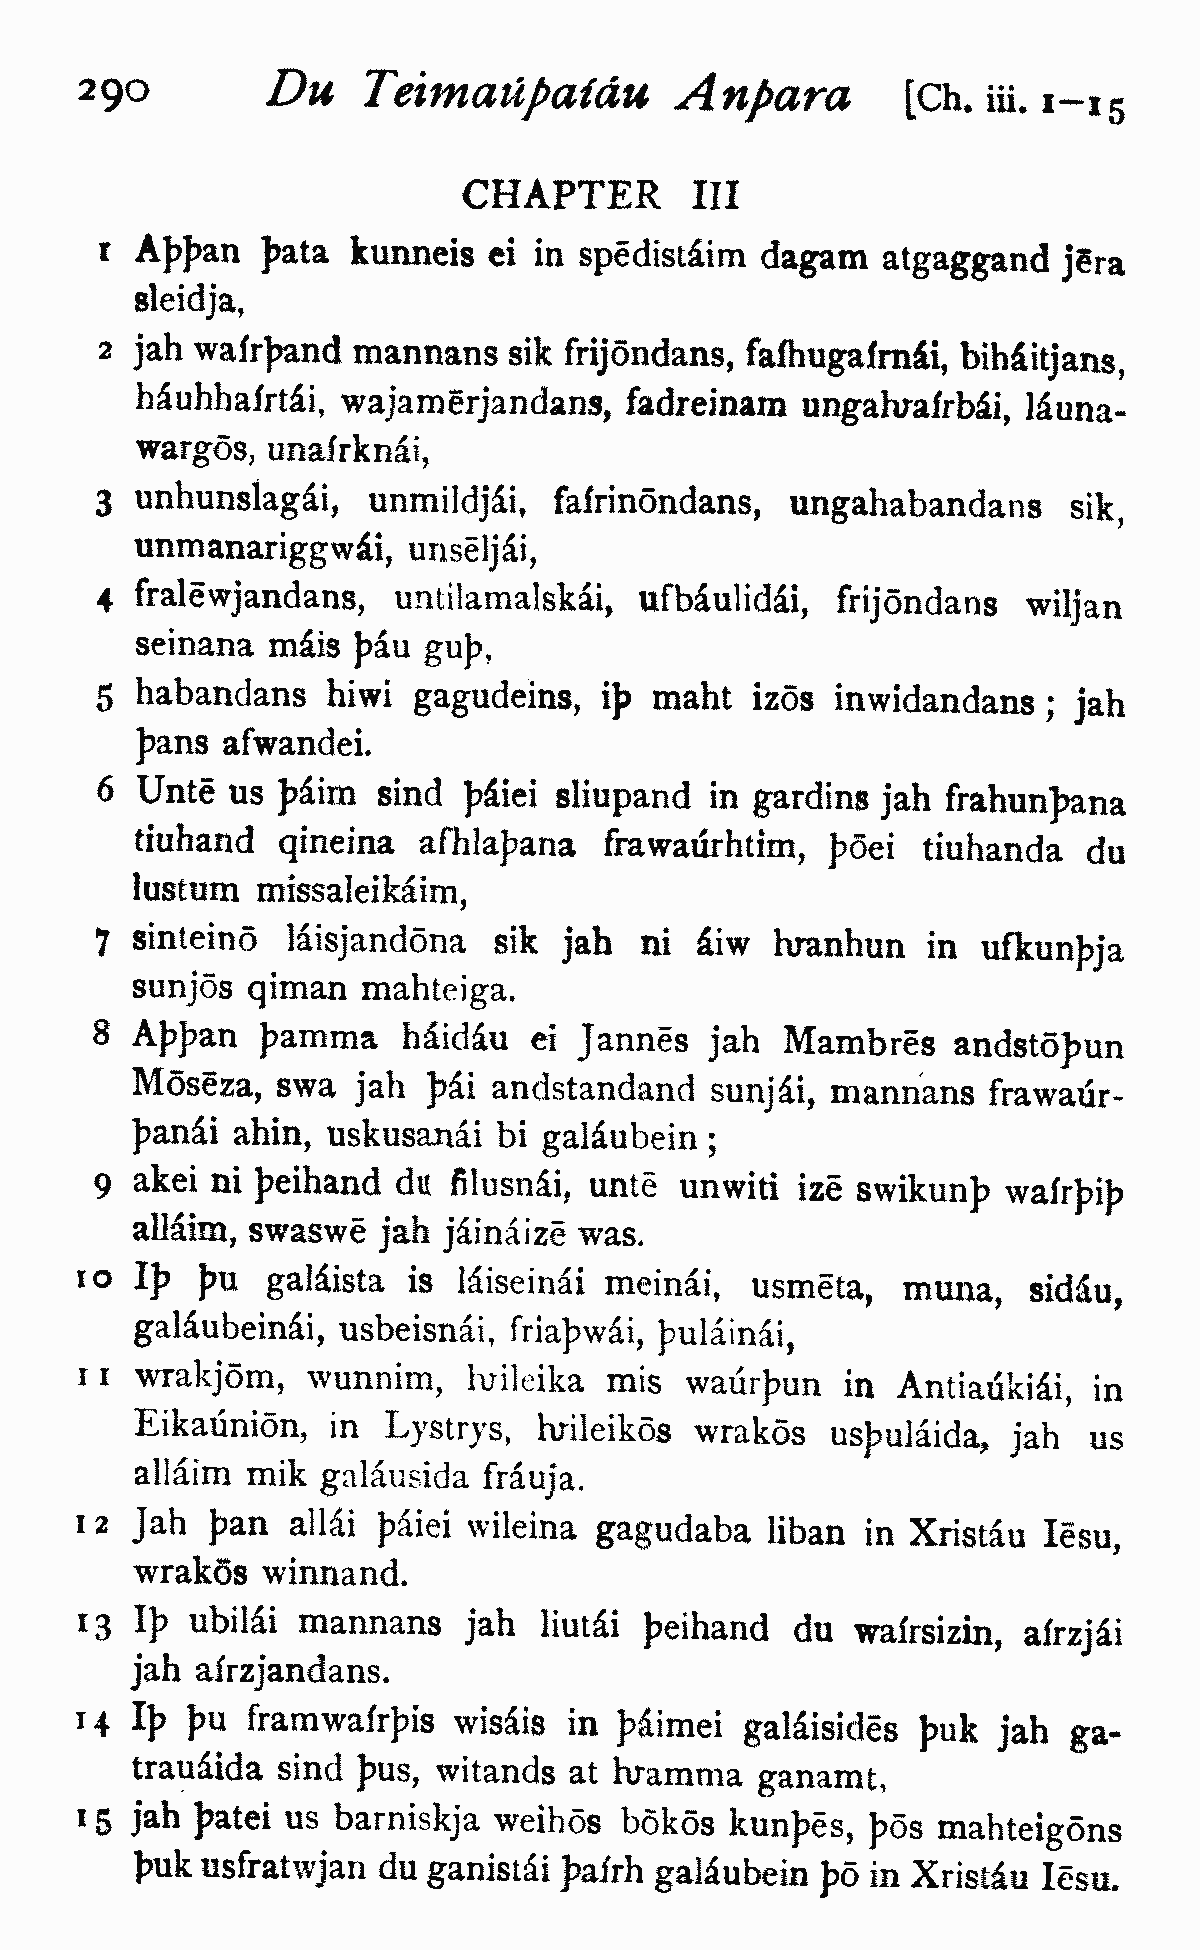 290 Du Teimaúþaíáu Anþara [Ch. iii. 1—15
CHAPTER III
1 Aþþan þata kunneis ei in spēdistáim dagam atgaggand jēra
sleidja,
2 jah waírþand mannans sik frijōndans, faíhugaírnái, biháitjans,
háuhhaírtái, wajamērjandans, fadreinam ungaƕaírbái, láuna-
wargōs, unaírknái,
3 unhunslagái, unmildjái, faírinōndans, ungahabandans sik,
unmanariggwái, unsēljái,
4 fralēwjandans, untilamalskái, ufbáulidái, frijōndans wiljan
seinana máis þáu guþ,
5 habandans hiwi gagudeins, iþ maht izōs inwidandans; jah
þans afwandei.
6 Untē us þáim sind þáiei sliupand in gardins jah frahunþana
tiuhand qineina afhlaþana frawaúrhtim, þōei tiuhanda du
lustum missaleikáim,
7 sinteinō láisjandōna sik jah ni áiw ƕanhun in ufkunþja
sunjōs qiman mahteiga.
8 Aþþan þamma háidáu ei Jannēs jah Mambrēs andstōþun
Mōsēza, swa jah þái andstandand sunjái, mannans frawaúr-
þanái ahin, uskusanái bi galáubein;
9 akei ni þeihand du filusnái, untē unwiti izē swikunþ waírþiþ
alláim, swaswē jah jáináizē was.
10 Iþ þu galáista is láiseinái meinái, usmēta, muna, sidáu,
galáubeinái, usbeisnái, friaþwái, þuláinái,
11 wrakjōm, wunnim, ƕileika mis waúrþun in Antiaúkiái, in
Eikaúniōn, in Lystrys, ƕileikōs wrakōs usþuláida, jah us
alláim mik galáusida fráuja.
12 Jah þan allái þáiei wileina gagudaba liban in Xristáu Iēsu,
wrakōs winnand.
13 Iþ ubilái mannans jah liutái þeihand du waírsizin, aírzjái
jah aírzjandans.
14 Iþ þu framwaírþis wisáis in þáimei galáisidēs þuk jah ga-
trauáida sind þus, witands at ƕamma ganamt,
15 jah þatei us barniskja weihōs bōkōs kunþēs, þōs mahteigōns
þuk usfratwjan du ganistái þaírh galáubein þō in Xristáu Iēsu.